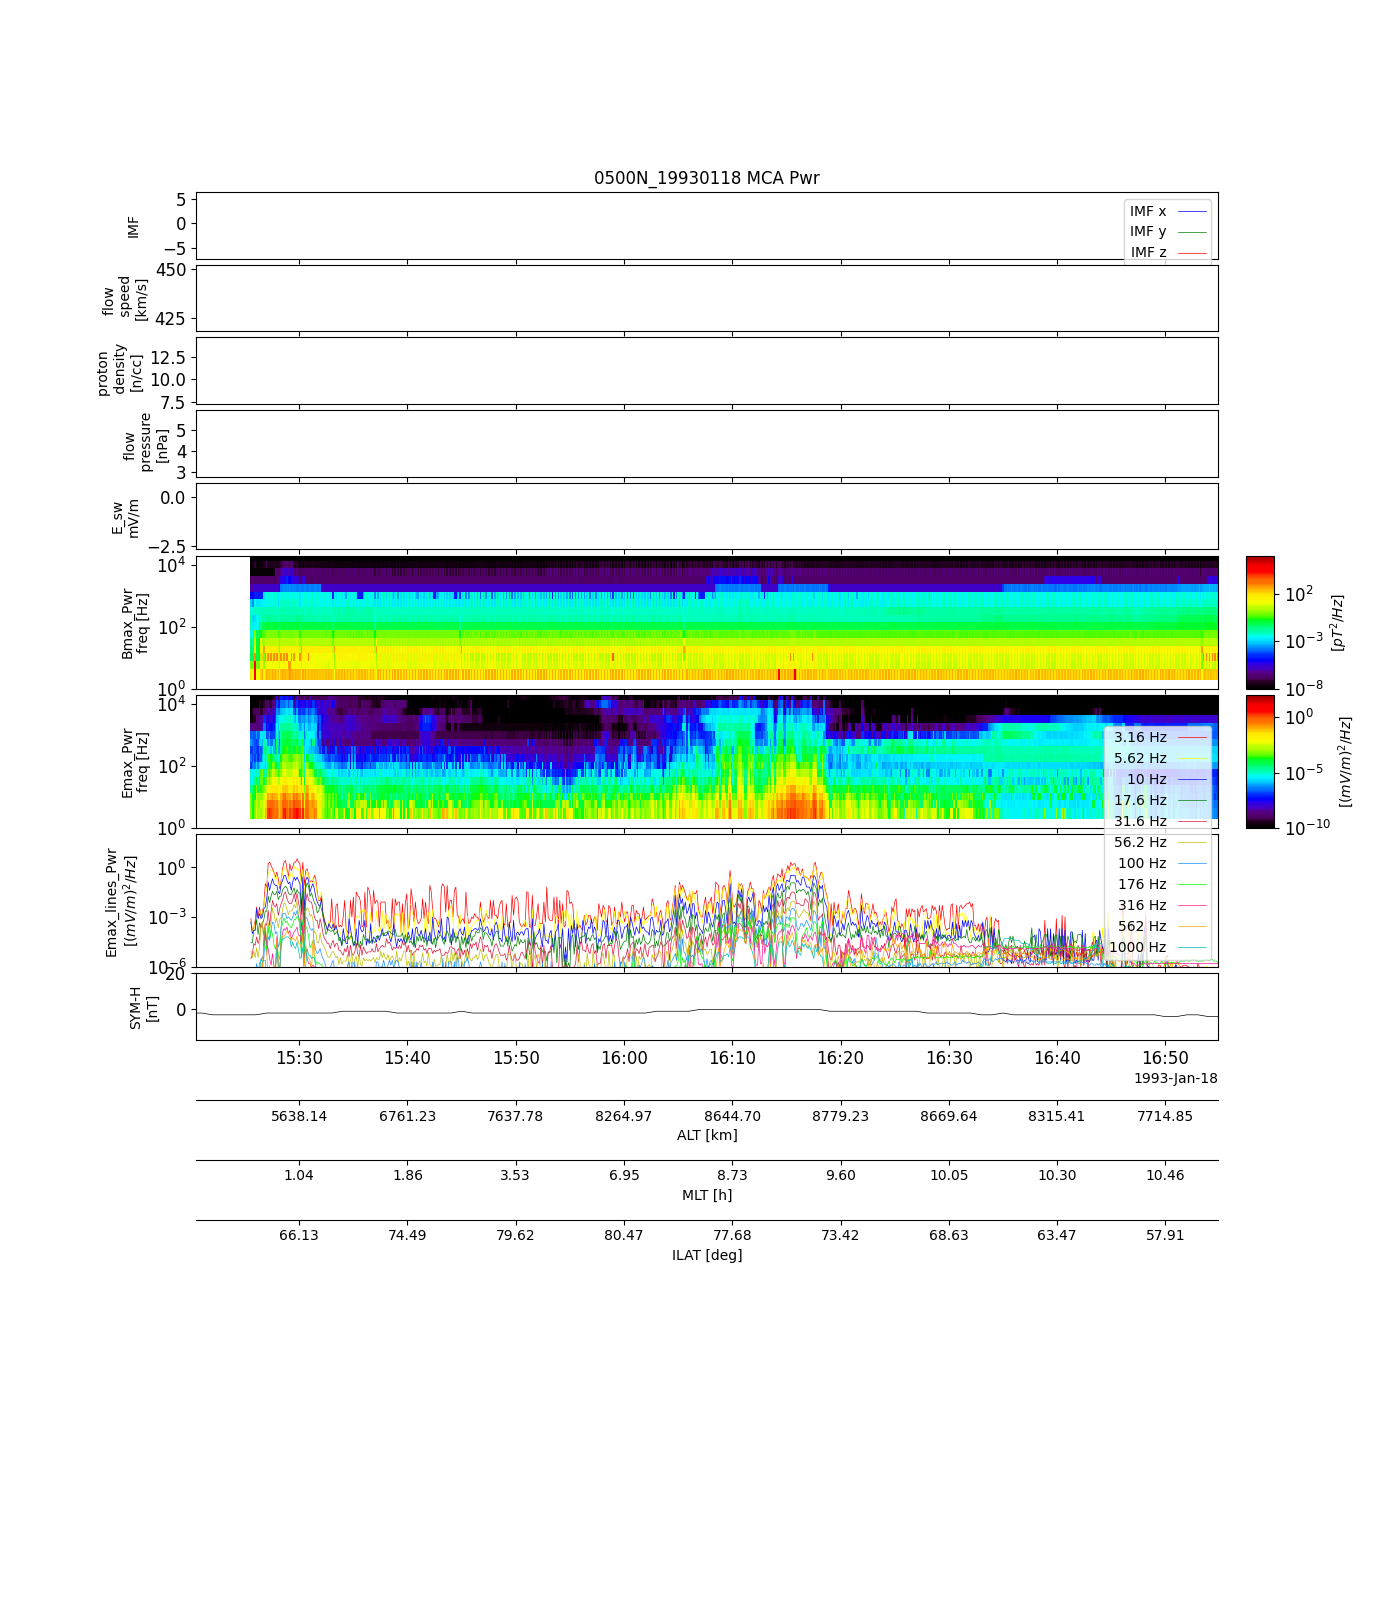 0500N_19930118 MCA Pwr
IMF
5
0
−5
IMF x
IMF y
IMF z
flow
speed
[km/s]
450
425
proton
density
[n/cc]
12.5
10.0
7.5
flow
pressure
[nPa]
5
4
3
E_sw
mV/m
0.0
−2.5
Bmax_Pwr
freq [Hz]
10^4
10^2
10^0
10^2
10^-3
10^-8
[pT^2/Hz]
Emax_Pwr
freq [Hz]
10^4
10^2
10^0
10^0
10^-5
10^-10
[(mV/m)^2/Hz]
3.16 Hz
5.62 Hz
10 Hz
17.6 Hz
31.6 Hz
56.2 Hz
100 Hz
176 Hz
316 Hz
562 Hz
1000 Hz
Emax_lines_Pwr
[(mV/m)^2/Hz]
10^0
10^-3
10^-6
SYM-H
[nT]
20
0
15:30 15:40 15:50 16:00 16:10 16:20 16:30 16:40 16:50
1993-Jan-18
5638.14 6761.23 7637.78 8264.97 8644.70 8779.23 8669.64 8315.41 7714.85
ALT [km]
1.04 1.86 3.53 6.95 8.73 9.60 10.05 10.30 10.46
MLT [h]
66.13 74.49 79.62 80.47 77.68 73.42 68.63 63.47 57.91
ILAT [deg]